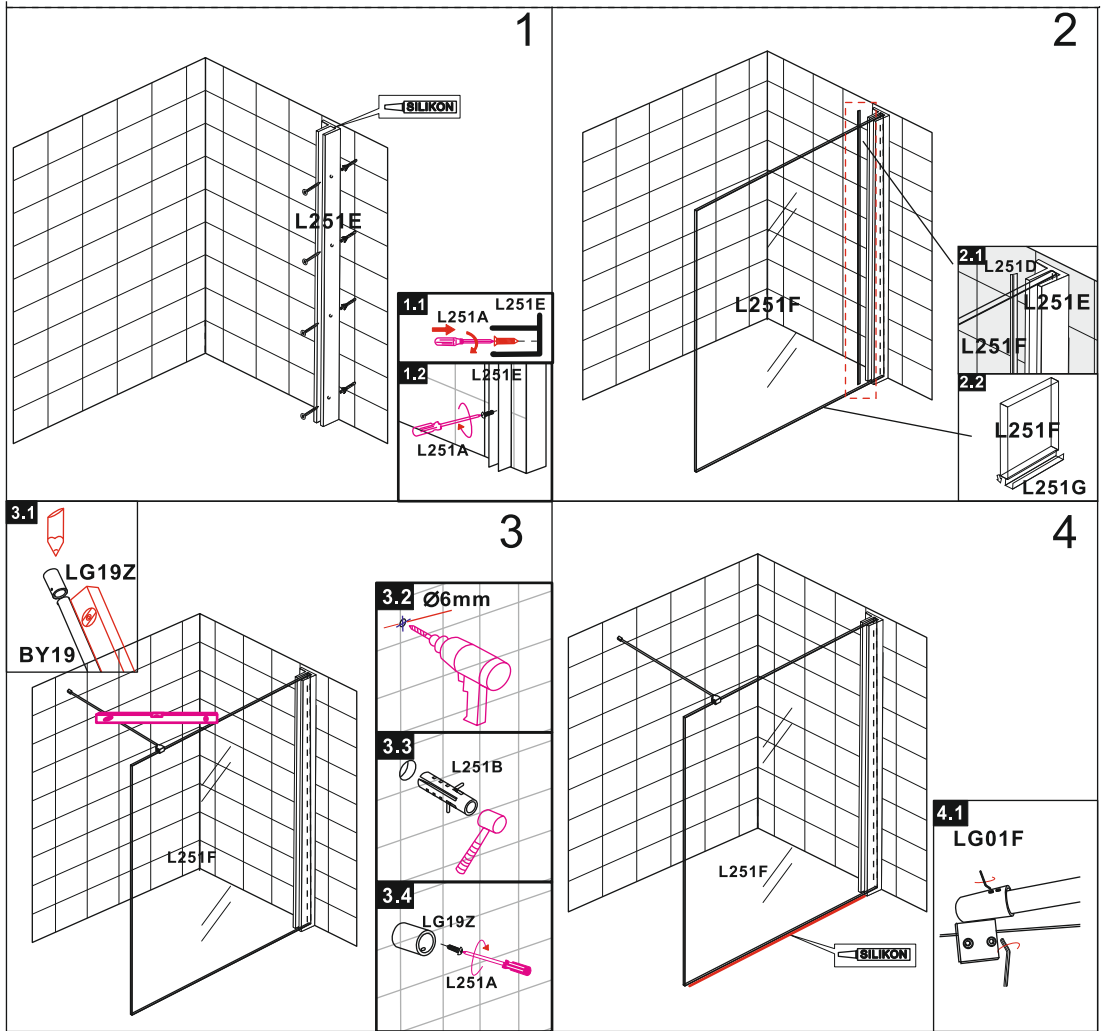 1
SILIKON
L251E
1.1
L251E
L251A
1.2
L251E
L251A
2
L251F
2.1
L251D
L251E
L251F
2.2
L251F
L251G
3.1
LG19Z
BY19
3
L251F
3.2 Ø6mm
3.3
L251B
3.4
LG19Z
L251A
4
L251F
SILIKON
4.1
LG01F